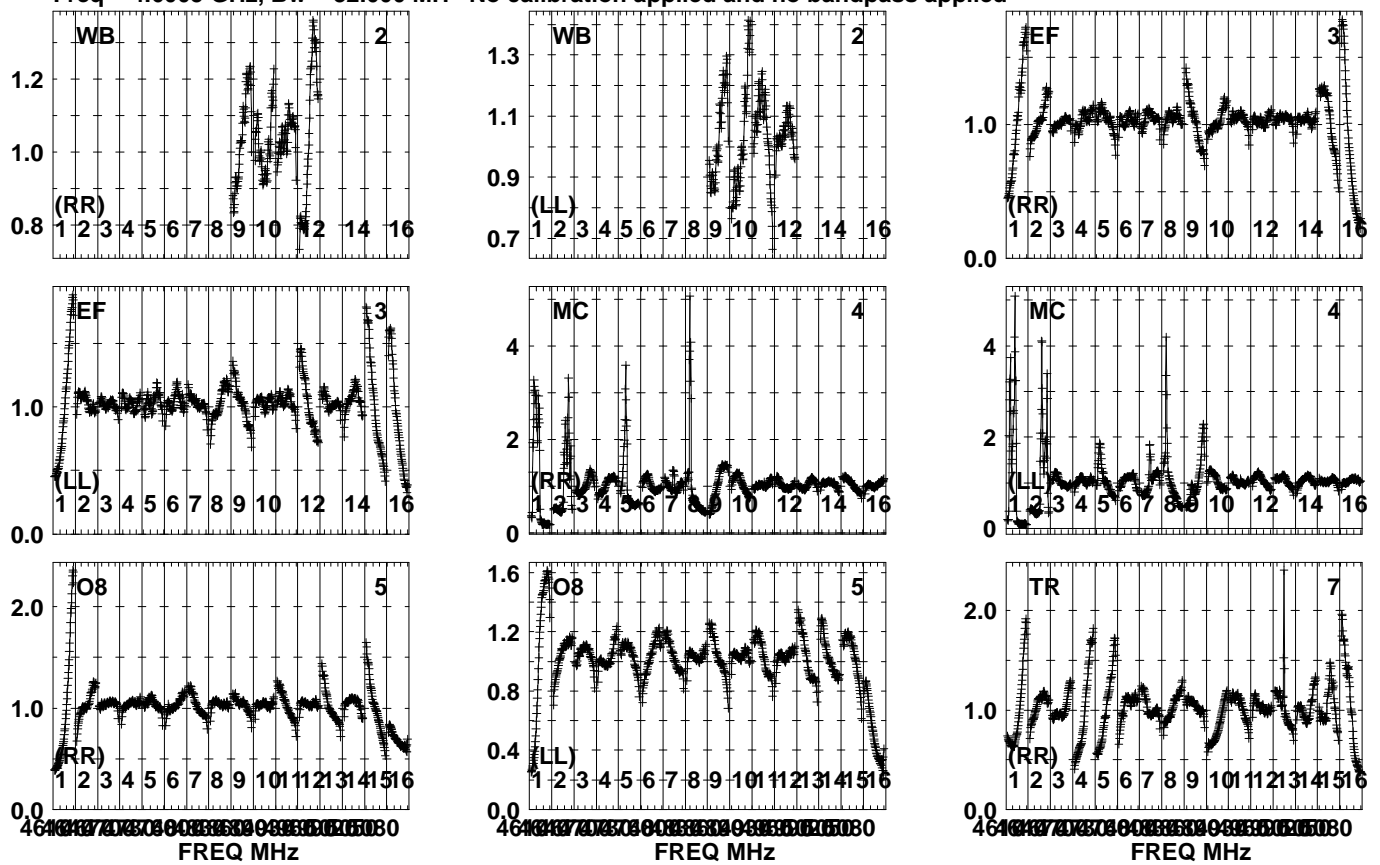 WB 2
1.2
1.0
0.8
(RR)
1 2 3 4 5 6 7 8 9 10 12 14 16
WB 2
1.3
1.1
0.9
0.7
(LL)
1 2 3 4 5 6 7 8 9 10 12 14 16
EF 3
1.0
0.0
(RR)
1 2 3 4 5 6 7 8 9 10 12 14 16
EF 3
1.0
0.0
(LL)
1 2 3 4 5 6 7 8 9 10 12 14 16
MC 4
4
2
0
(RR)
1 2 3 4 5 6 7 8 9 10 12 14 16
MC 4
4
2
0
(LL)
1 2 3 4 5 6 7 8 9 10 12 14 16
O8 5
2.0
1.0
0.0
(RR)
1 2 3 4 5 6 7 8 9 10 11 12 13 14 15 16
FREQ MHz
O8 5
1.6
1.2
0.8
0.4
0.0
(LL)
1 2 3 4 5 6 7 8 9 10 11 12 13 14 15 16
FREQ MHz
TR 7
2.0
1.0
0.0
(RR)
1 2 3 4 5 6 7 8 9 10 11 12 13 14 15 16
FREQ MHz